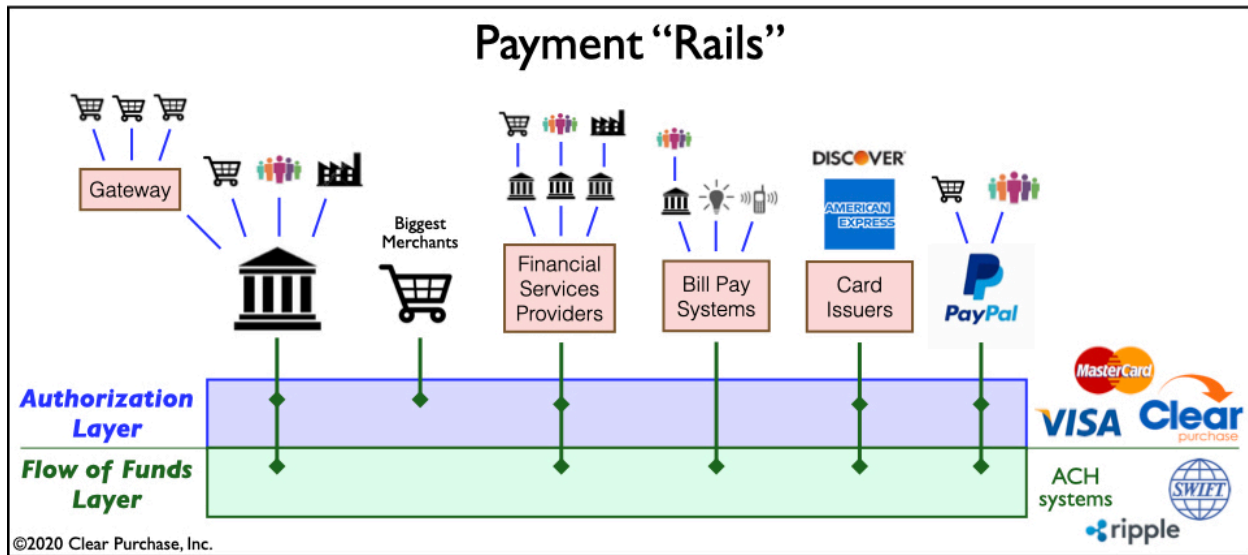 Payment “Rails”
Gateway
Biggest
Merchants
Financial
Services
Providers
Bill Pay
Systems
DISCOVER
AMERICAN
EXPRESS
Card
Issuers
PayPal
Authorization
Layer
MasterCard
VISA
Clear
purchase
Flow of Funds
Layer
ACH
systems
SWIFT
ripple
©2020 Clear Purchase, Inc.